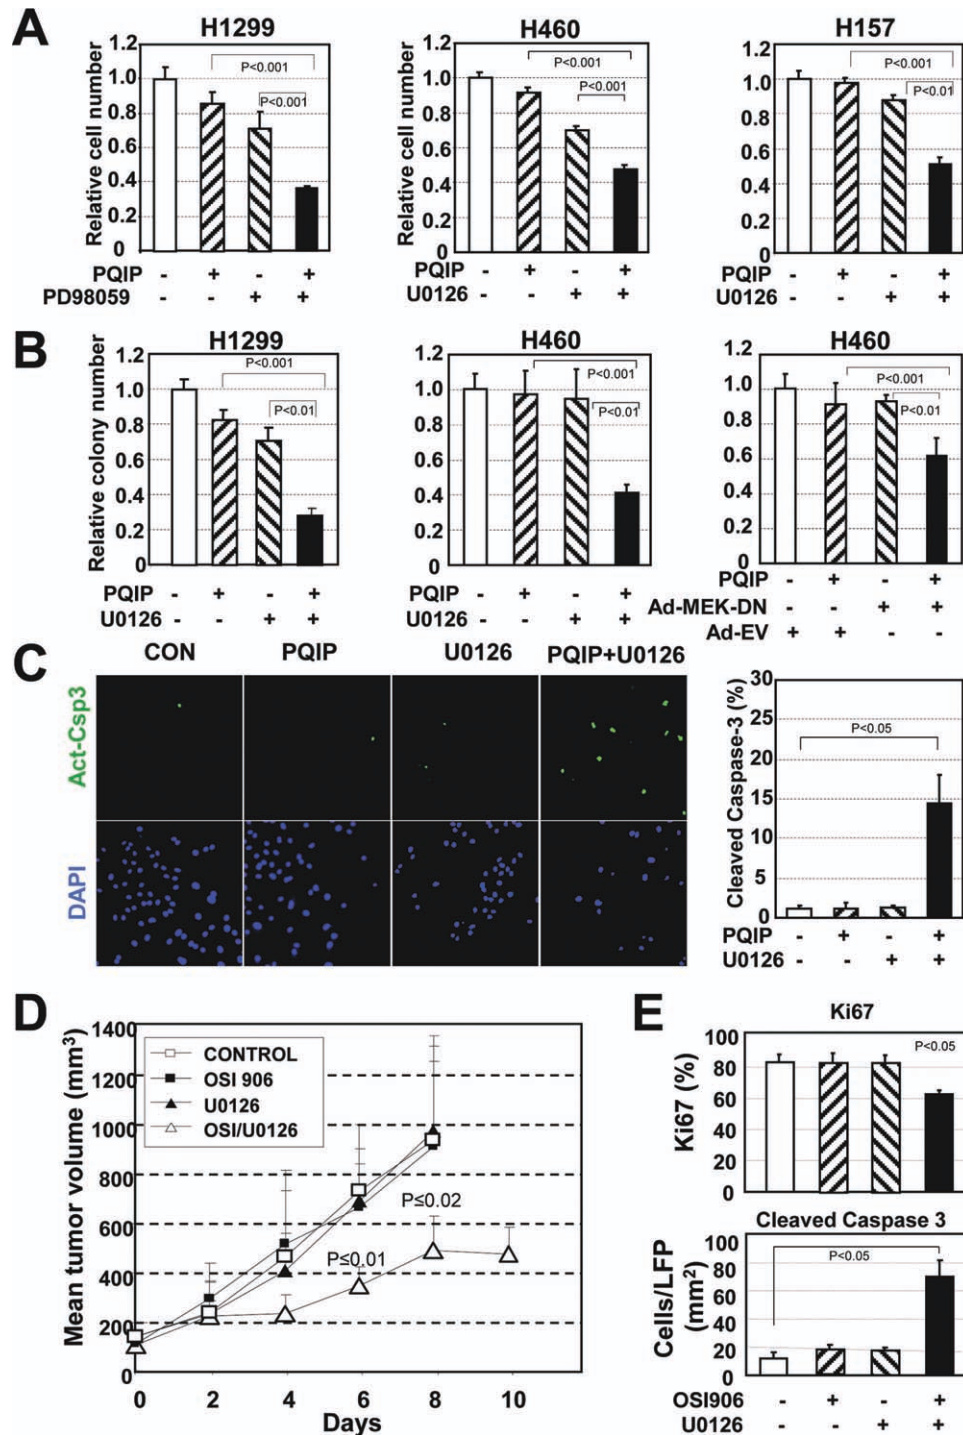 A
H1299
H460
H157
Relative cell number
1.2
1.0
0.8
0.6
0.4
0.2
0
P<0.001
P<0.001
PQIP - + - +
PD98059 - - + +
Relative cell number
1.2
1.0
0.8
0.6
0.4
0.2
0
P<0.001
P<0.001
PQIP - + - +
U0126 - - + +
1.2
1.0
0.8
0.6
0.4
0.2
0
P<0.001
P<0.01
PQIP - + - +
U0126 - - + +
B
H1299
H460
H460
Relative colony number
1.2
1.0
0.8
0.6
0.4
0.2
0
P<0.001
P<0.01
PQIP - + - +
U0126 - - + +
1.2
1.0
0.8
0.6
0.4
0.2
0
P<0.001
P<0.01
PQIP - + - +
U0126 - - + +
1.2
1.0
0.8
0.6
0.4
0.2
0
P<0.001
P<0.01
PQIP - + - +
Ad-MEK-DN - - + +
Ad-EV + + - -
C
CON PQIP U0126 PQIP+U0126
Act-Csp3
DAPI
Cleaved Caspase-3 (%)
30
25
20
15
10
5
0
P<0.05
PQIP - + - +
U0126 - - + +
D
Mean tumor volume (mm3)
1400
1200
1000
800
600
400
200
0
CONTROL
OSI 906
U0126
OSI/U0126
P≤0.02
P≤0.01
0 2 4 6 8 10
Days
E
Ki67
Ki67 (%)
100
80
60
40
20
0
P<0.05
Cleaved Caspase 3
Cells/LFP
(mm2)
100
80
60
40
20
0
P<0.05
OSI906 - + - +
U0126 - - + +